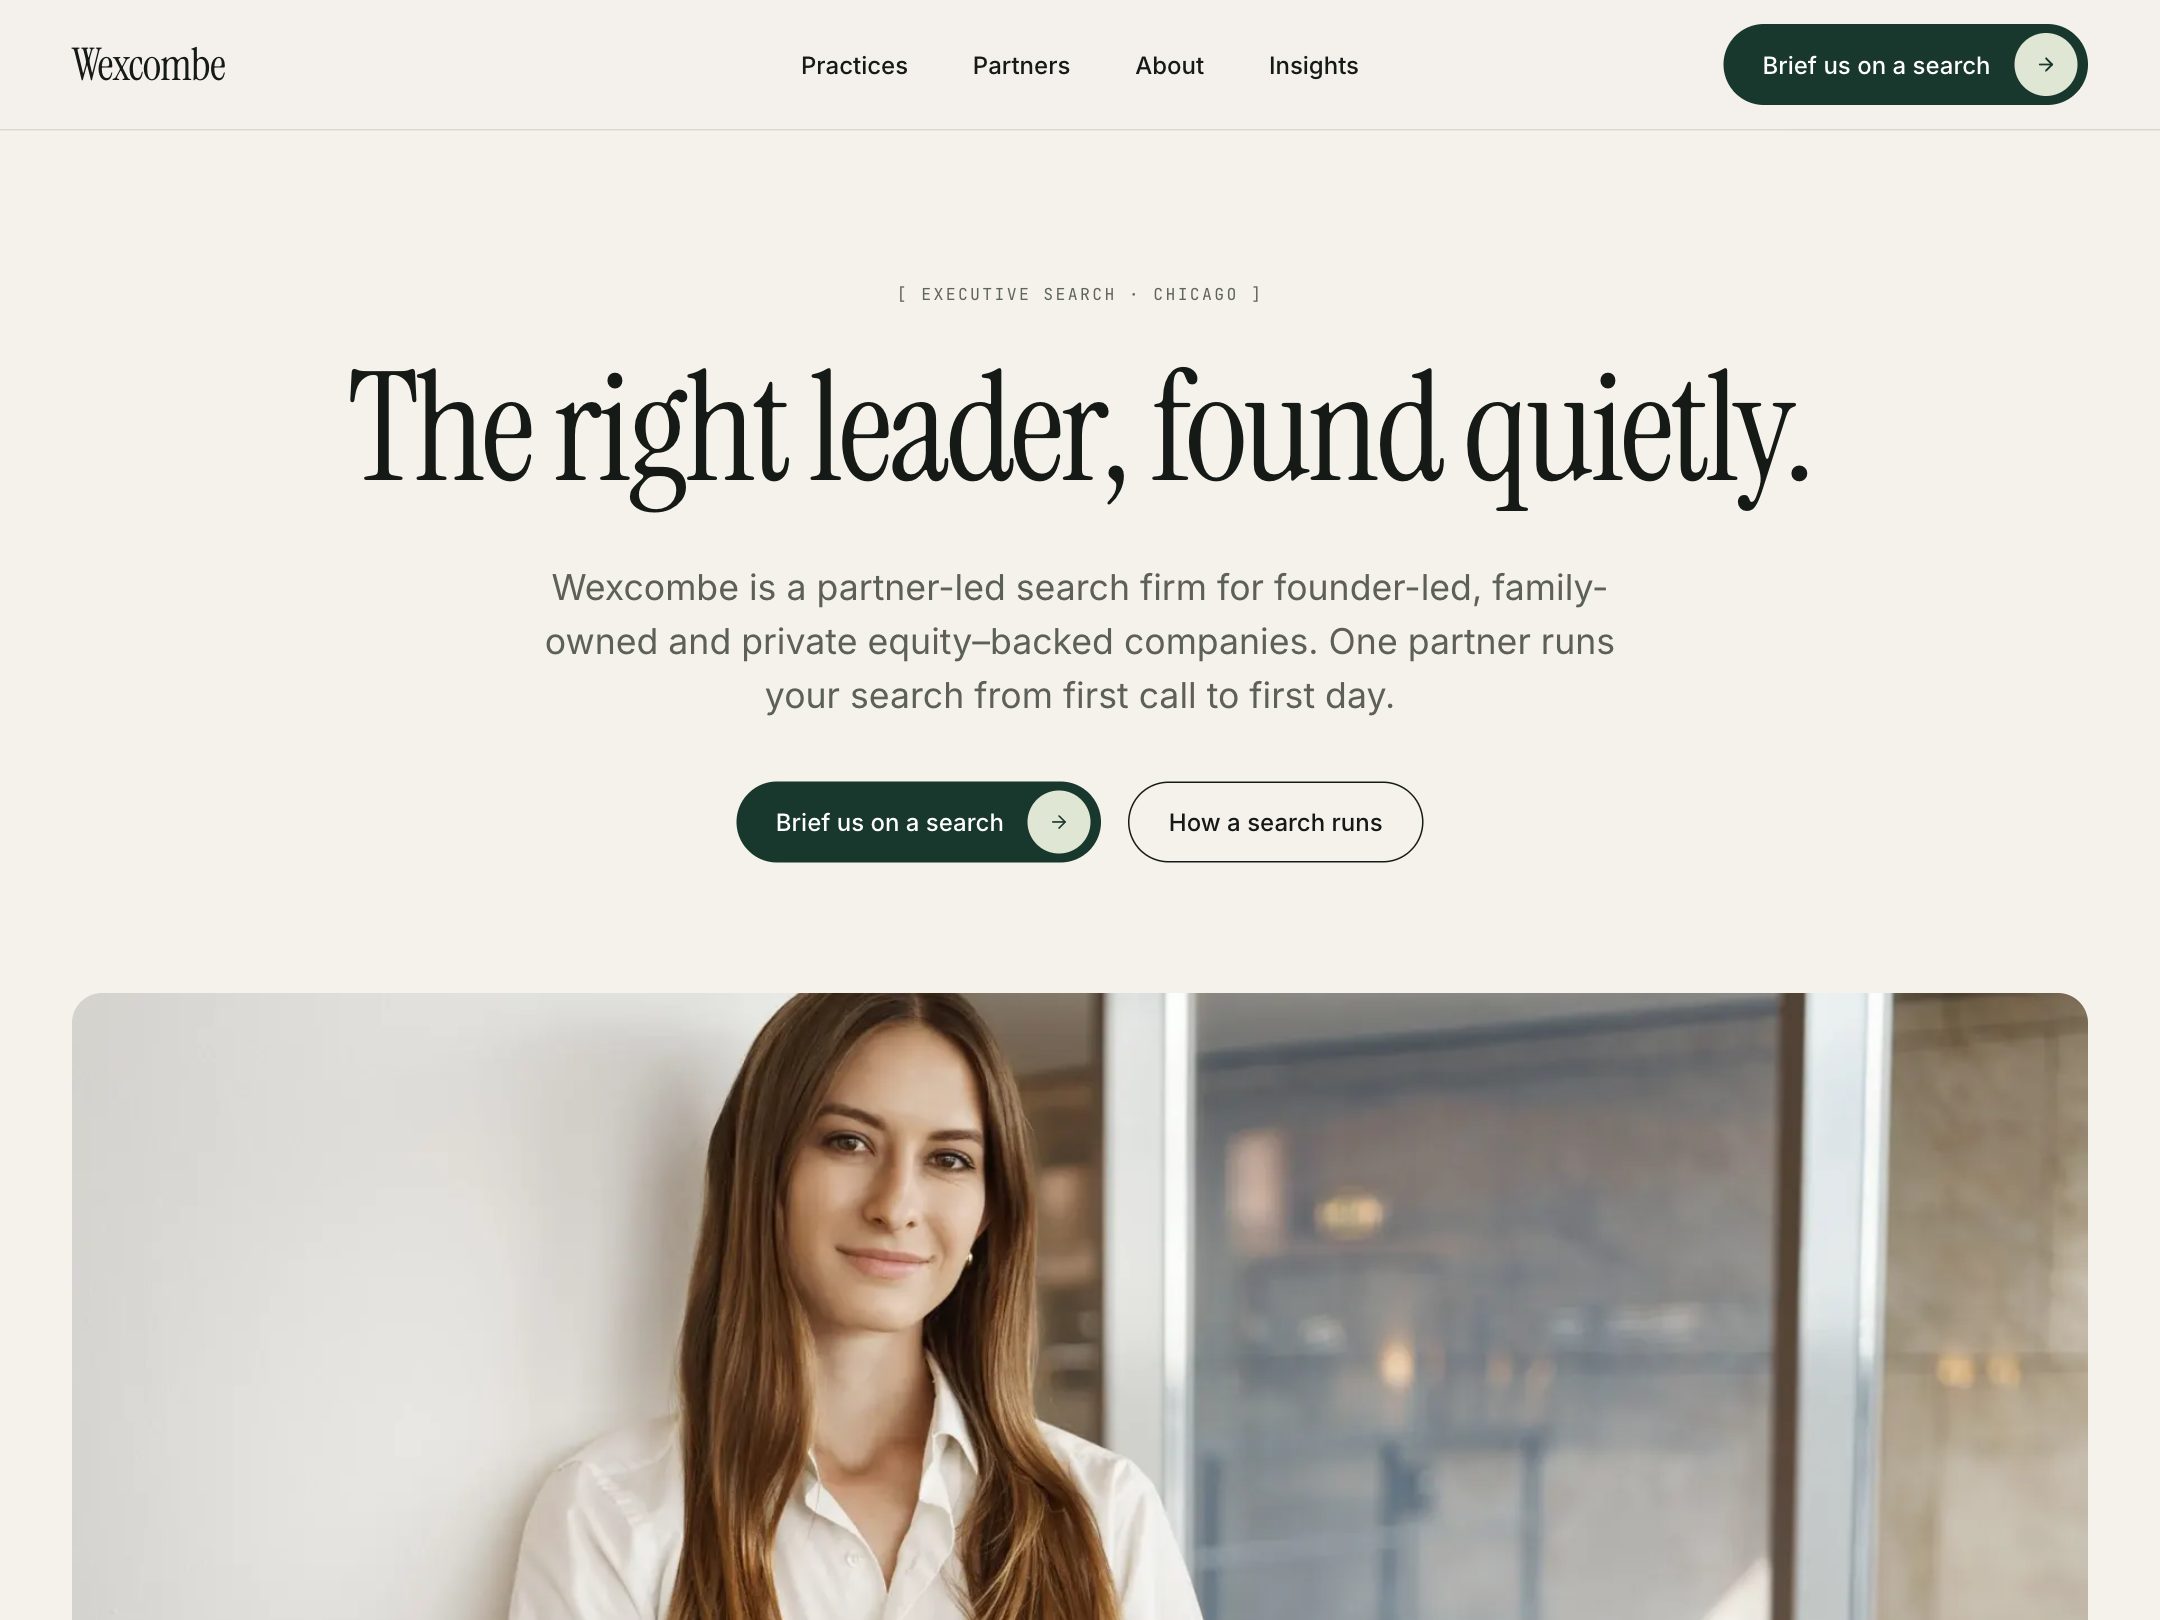 Wexcombe
Practices
Partners
About
Insights
Brief us on a search
[ EXECUTIVE SEARCH · CHICAGO ]
The right leader, found quietly.
Wexcombe is a partner-led search firm for founder-led, family-
owned and private equity–backed companies. One partner runs
your search from first call to first day.
Brief us on a search
How a search runs